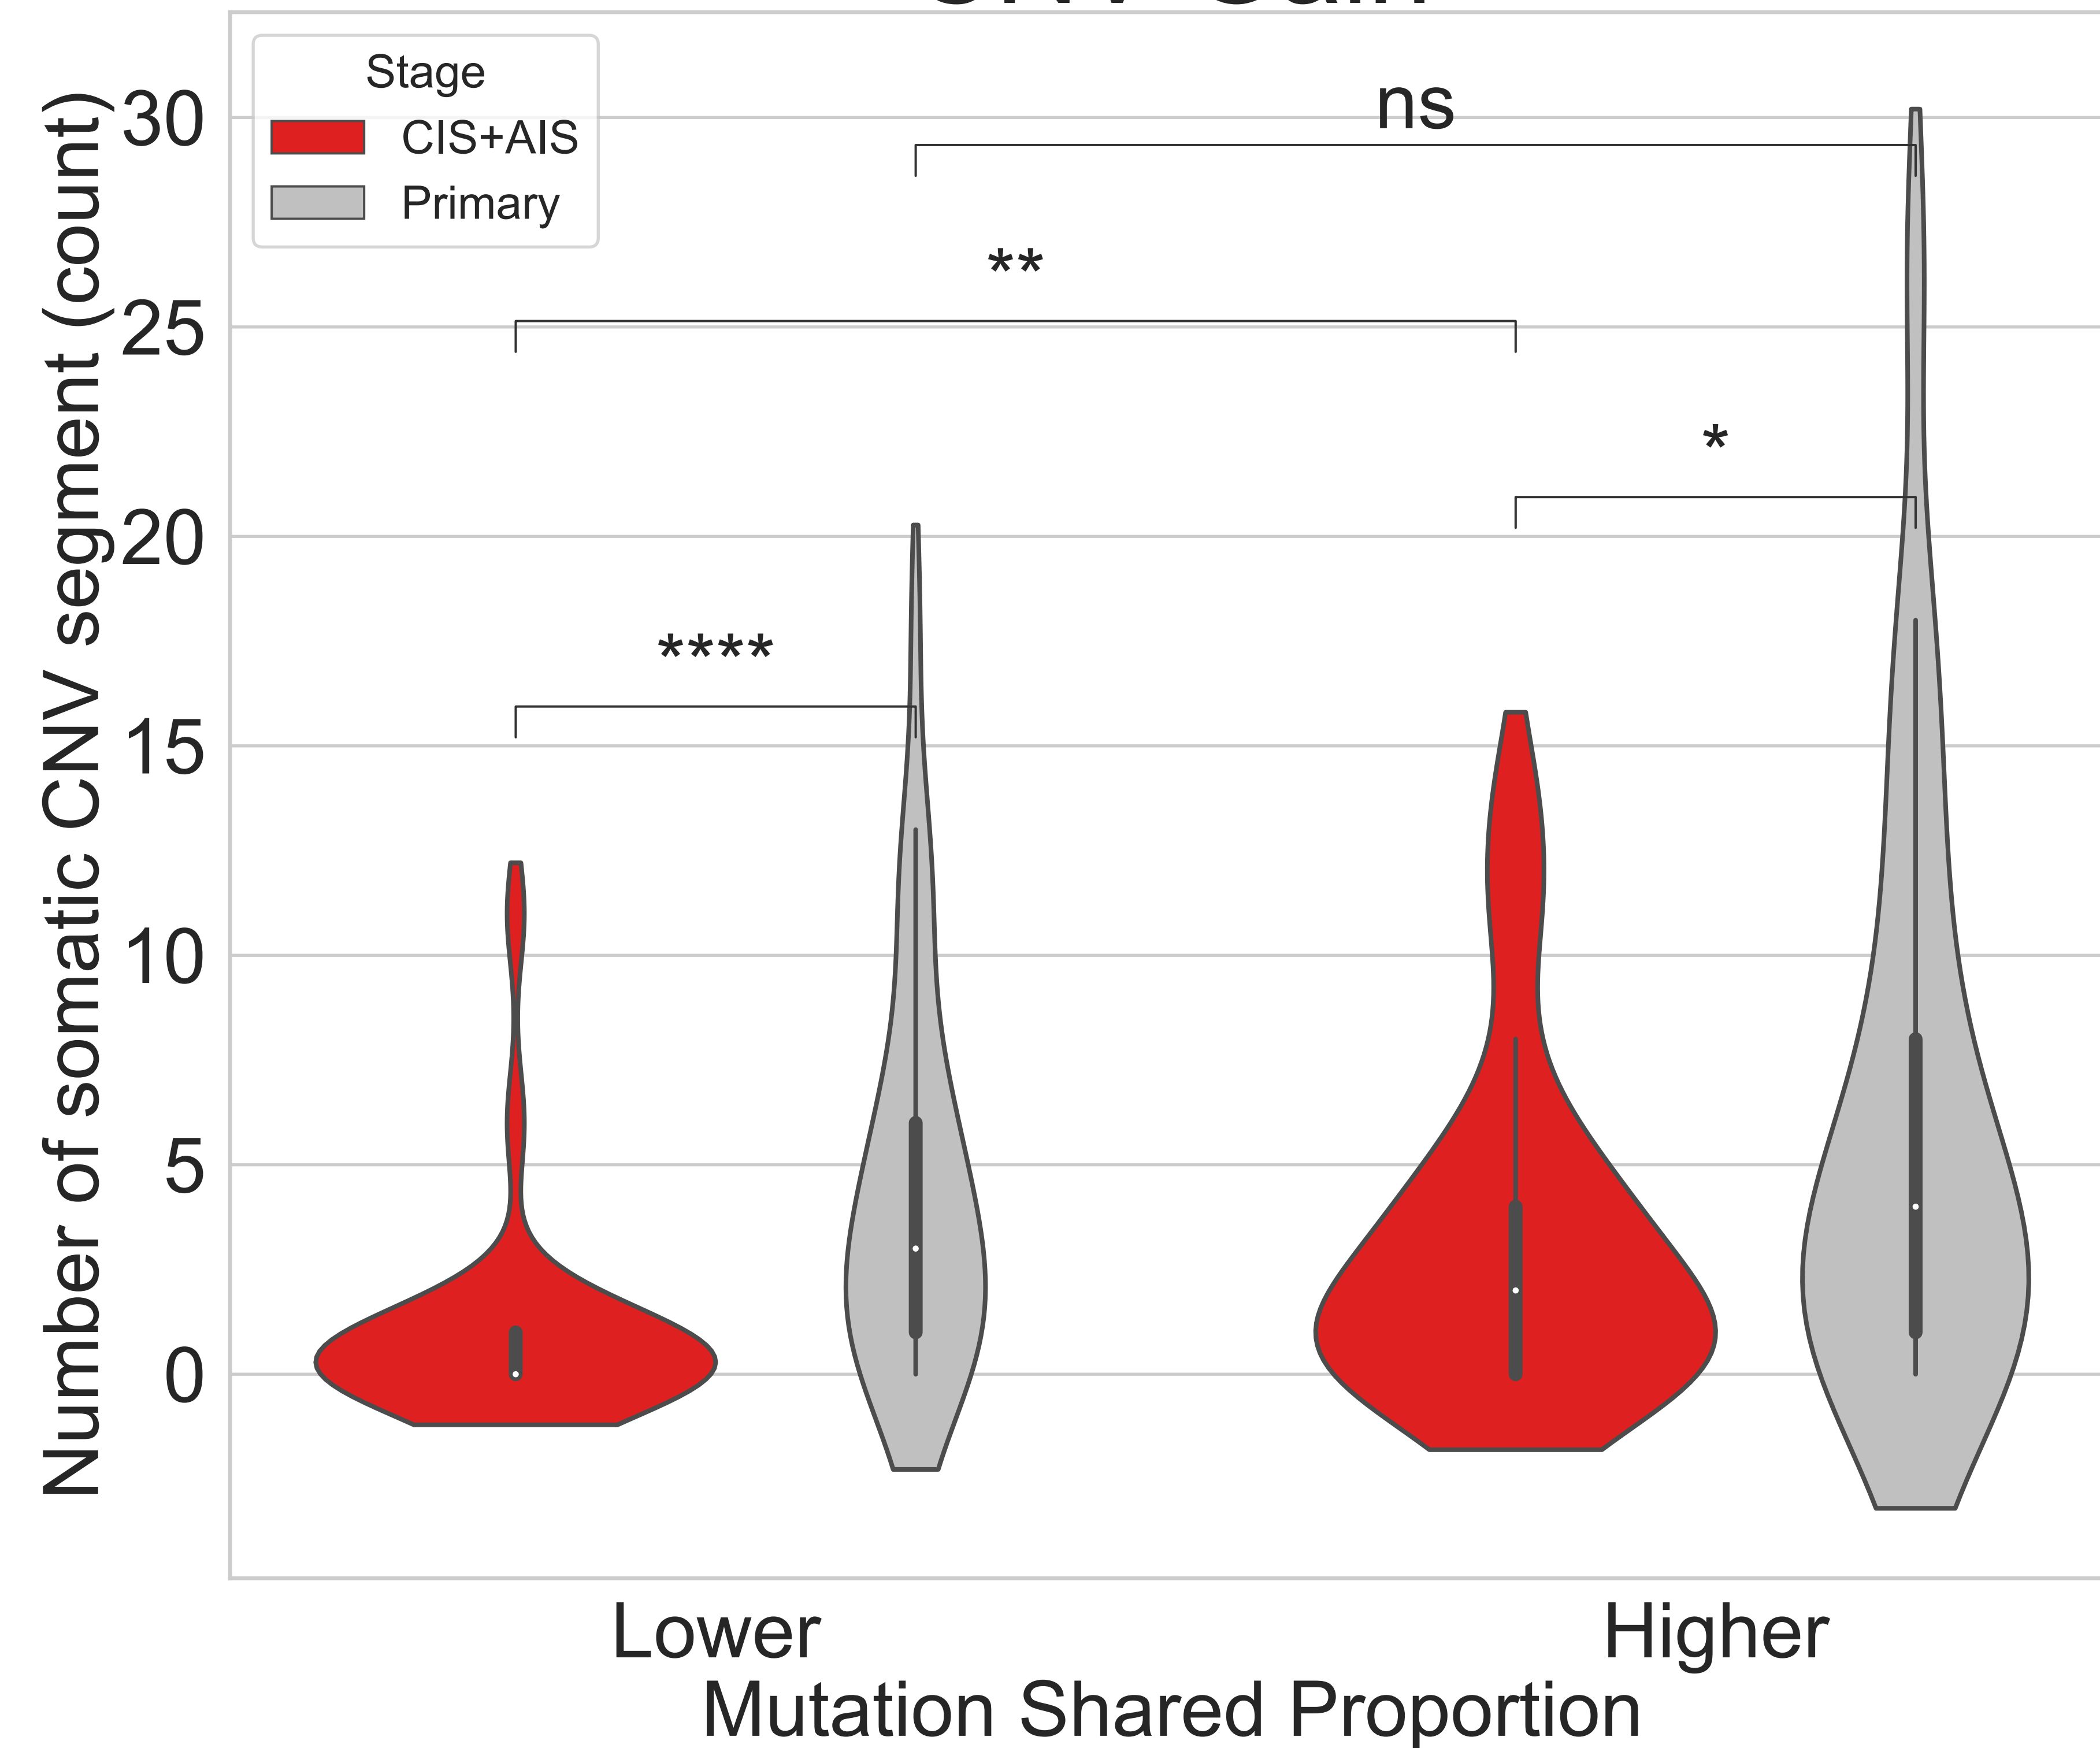 Stage
CIS+AIS
Primary
ns
**
*
****
Number of somatic CNV segment (count)
30
25
20
15
10
5
0
Lower
Higher
Mutation Shared Proportion